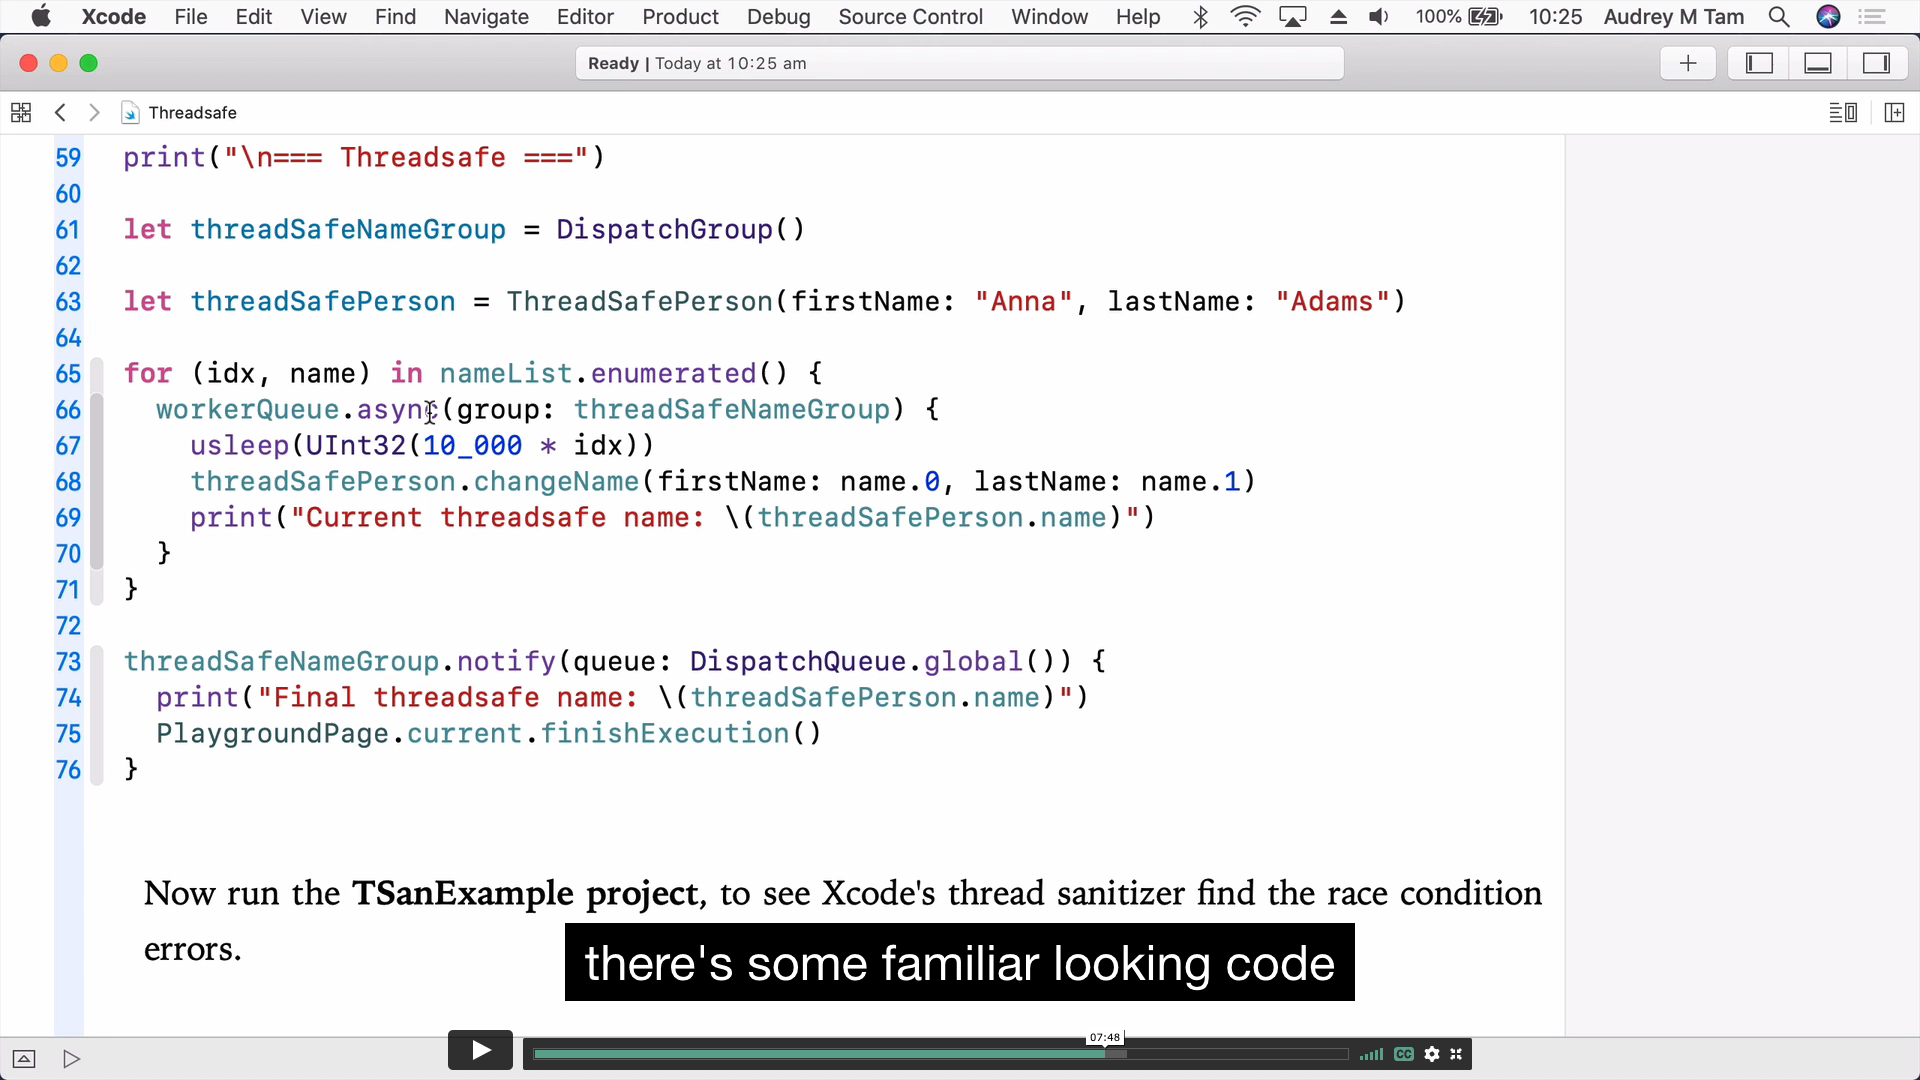 Xcode File Edit View Find Navigate Editor Product Debug Source Control Window Help 100% 10:25 Audrey M Tam
Ready | Today at 10:25 am
Threadsafe
59 print("\n=== Threadsafe ===")
60
61 let threadSafeNameGroup = DispatchGroup()
62
63 let threadSafePerson = ThreadSafePerson(firstName: "Anna", lastName: "Adams")
64
65 for (idx, name) in nameList.enumerated() {
66 workerQueue.async(group: threadSafeNameGroup) {
67 usleep(UInt32(10_000 * idx))
68 threadSafePerson.changeName(firstName: name.0, lastName: name.1)
69 print("Current threadsafe name: \(threadSafePerson.name)")
70 }
71 }
72
73 threadSafeNameGroup.notify(queue: DispatchQueue.global()) {
74 print("Final threadsafe name: \(threadSafePerson.name)")
75 PlaygroundPage.current.finishExecution()
76 }
Now run the TSanExample project, to see Xcode's thread sanitizer find the race condition
errors.
there's some familiar looking code
07:48
CC